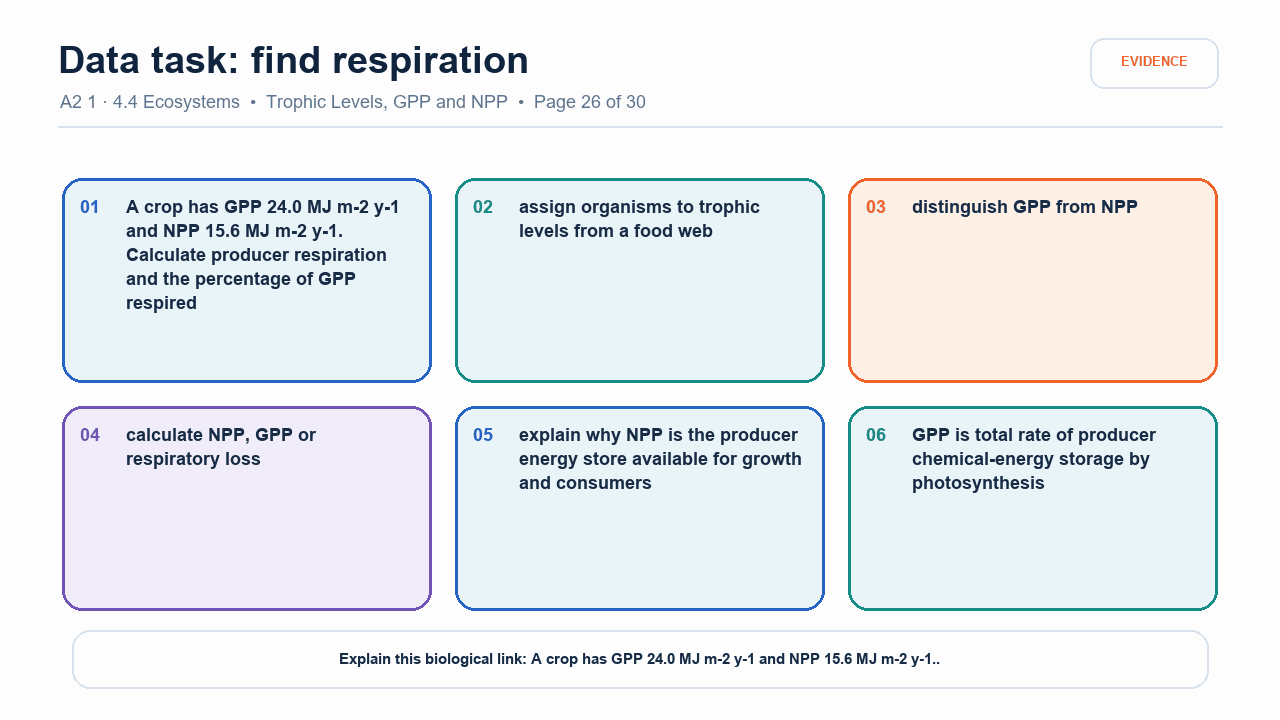 Data task: find respiration
EVIDENCE
A2 1 · 4.4 Ecosystems • Trophic Levels, GPP and NPP • Page 26 of 30
01
A crop has GPP 24.0 MJ m-2 y-1
and NPP 15.6 MJ m-2 y-1.
Calculate producer respiration
and the percentage of GPP
respired
02
assign organisms to trophic
levels from a food web
03
distinguish GPP from NPP
04
calculate NPP, GPP or
respiratory loss
05
explain why NPP is the producer
energy store available for growth
and consumers
06
GPP is total rate of producer
chemical-energy storage by
photosynthesis
Explain this biological link: A crop has GPP 24.0 MJ m-2 y-1 and NPP 15.6 MJ m-2 y-1..